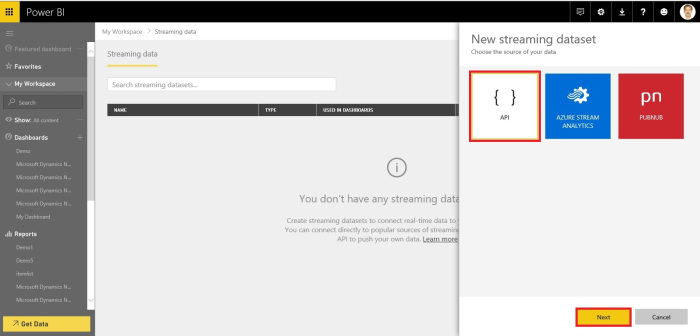 Power BI
?
My Workspace > Streaming data
Featured dashboard
Favorites
My Workspace
Search
Show: All content
Dashboards +
Demo
Microsoft Dynamics N...
Microsoft Dynamics N...
Microsoft Dynamics N...
Microsoft Dynamics N...
My Dashboard
Reports
Demo1
Demo3
itemlist
Microsoft Dynamics N...
Microsoft Dynamics N...
Get Data
Streaming data
Search streaming datasets...
NAME TYPE USED IN DASHBOARDS
i
You don't have any streaming data
Create streaming datasets to connect real-time data to
You can connect directly to popular sources of streamin
API to push your own data. Learn more
New streaming dataset
Choose the source of your data
{ }
API
AZURE STREAM
ANALYTICS
pn
PUBNUB
Next Cancel